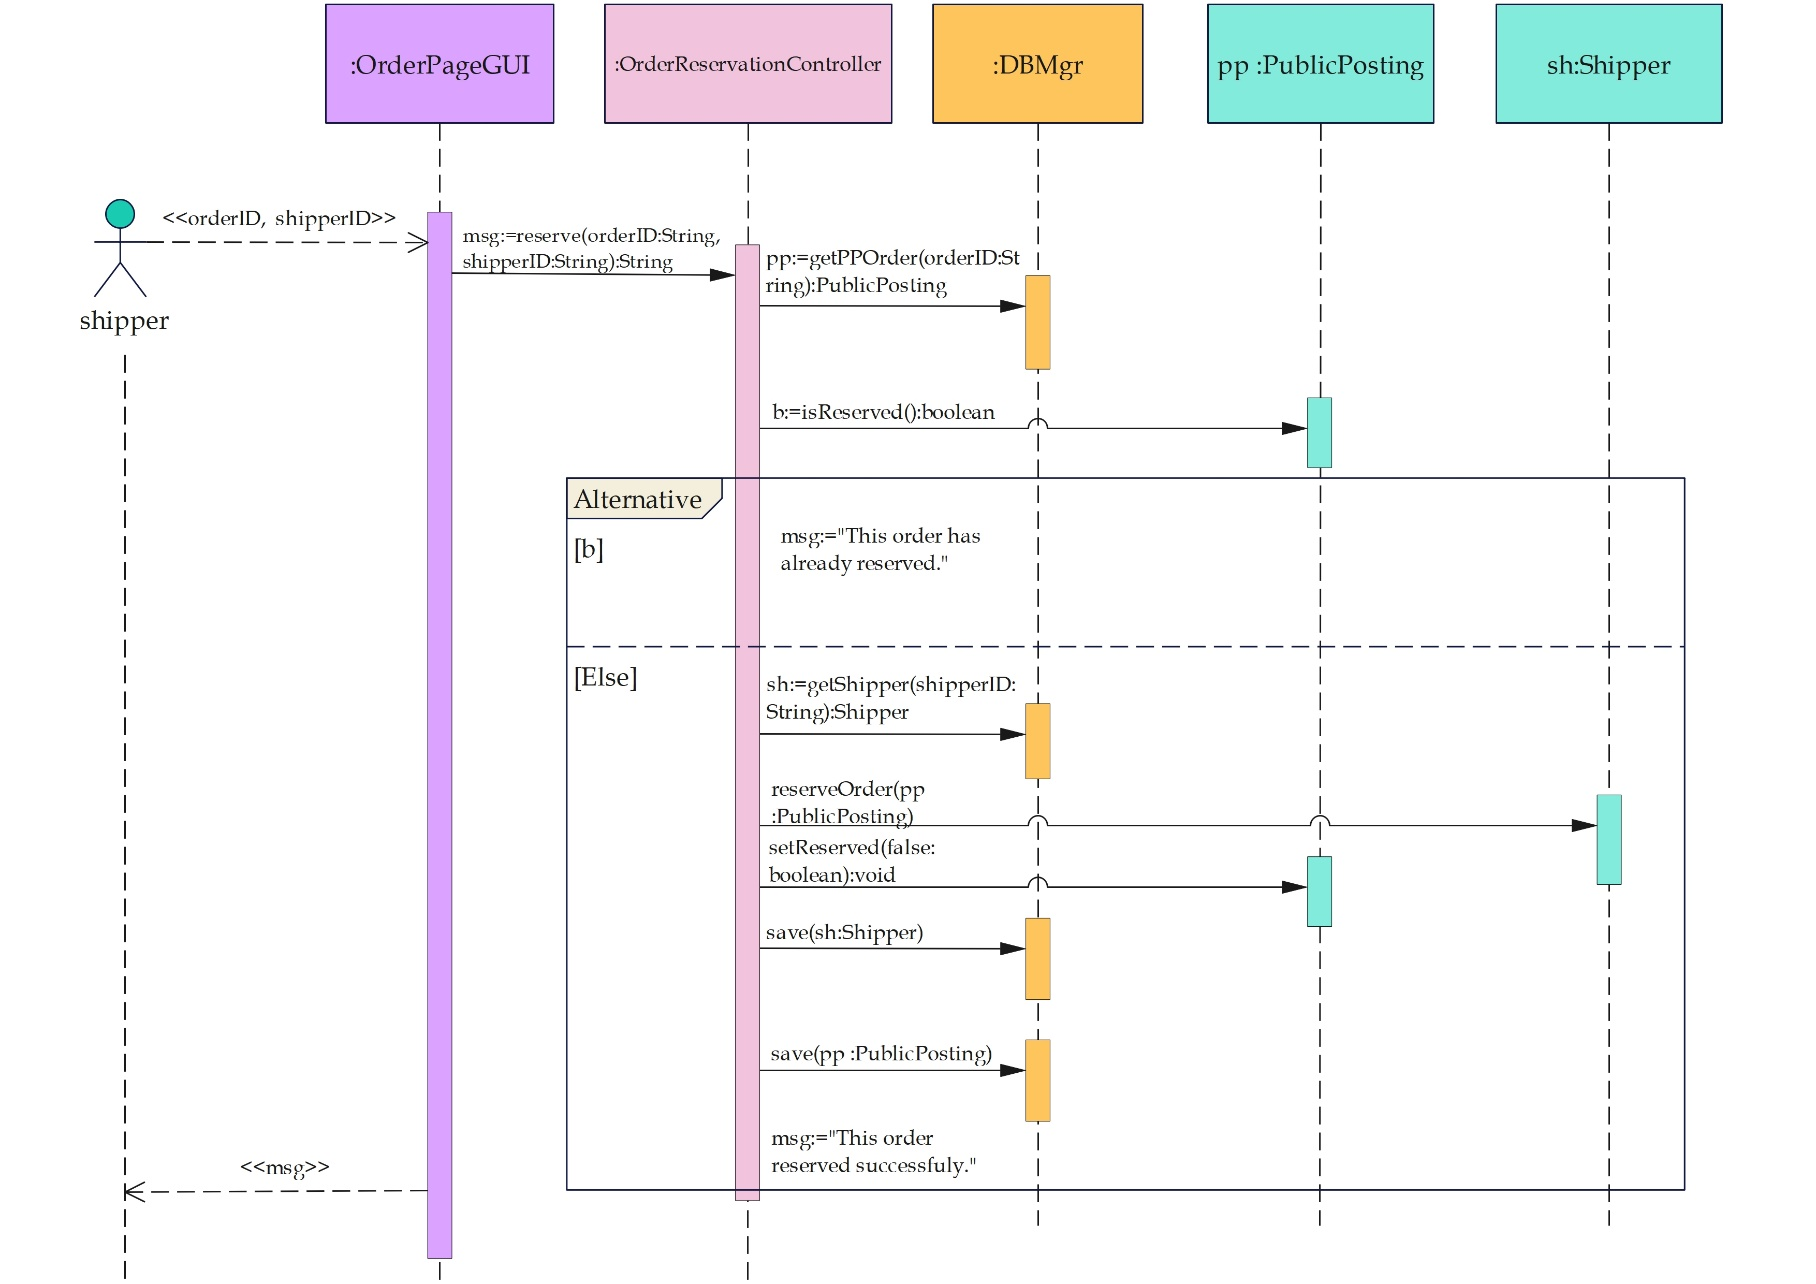 :OrderPageGUI
:OrderReservationController
:DBMgr
pp :PublicPosting
sh:Shipper
<<orderID, shipperID>>
shipper
msg:=reserve(orderID:String,
shipperID:String):String
pp:=getPPOrder(orderID:St
ring):PublicPosting
b:=isReserved():boolean
Alternative
[b]
msg:="This order has
already reserved."
[Else]
sh:=getShipper(shipperID:
String):Shipper
reserveOrder(pp
:PublicPosting)
setReserved(false:
boolean):void
save(sh:Shipper)
save(pp :PublicPosting)
msg:="This order
reserved successfuly."
<<msg>>